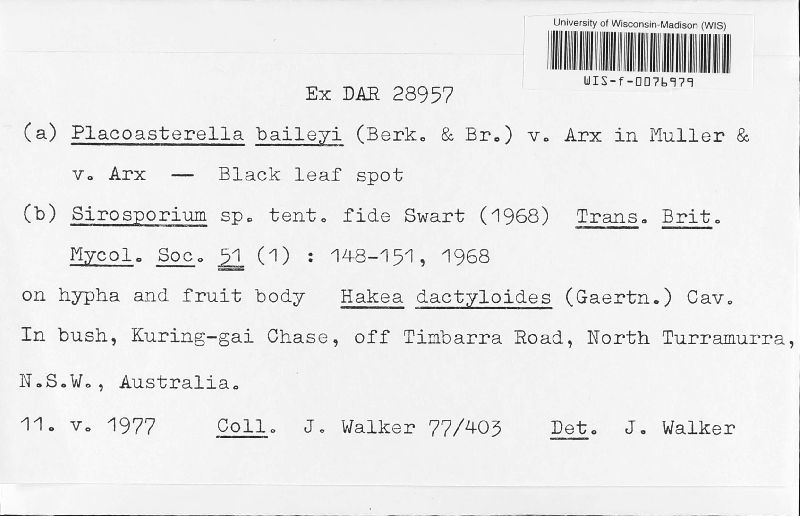 University of Wisconsin-Madison (WIS)
WIS-f-0076979
Ex DAR 28957
(a) Placoasterella baileyi (Berk. & Br.) v. Arx in Muller &
v. Arx — Black leaf spot
(b) Sirosporium sp. tent. fide Swart (1968) Trans. Brit.
Mycol. Soc. 51 (1) : 148-151, 1968
on hypha and fruit body Hakea dactyloides (Gaertn.) Cav.
In bush, Kuring-gai Chase, off Timbarra Road, North Turramurra,
N.S.W., Australia.
11. v. 1977 Coll. J. Walker 77/403 Det. J. Walker